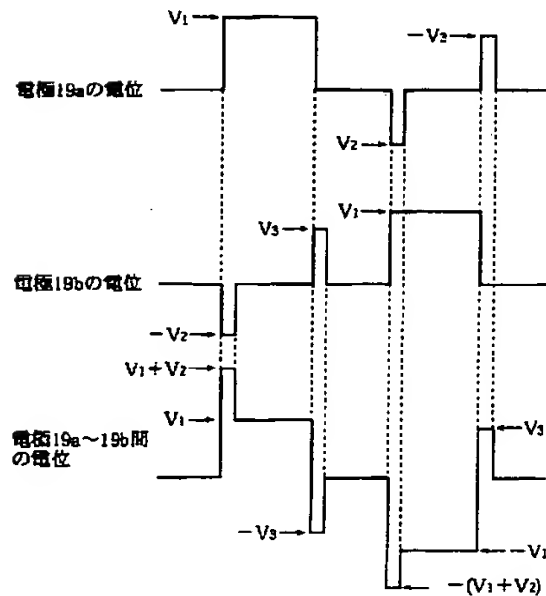 V₁
−V₃
電極19aの電位
V₂
V₁
V₃
電極19bの電位
−V₂
V₁+V₂
V₁
V₃
電極19a～19b間
の電位
−V₃
−V₁
−(V₁+V₂)